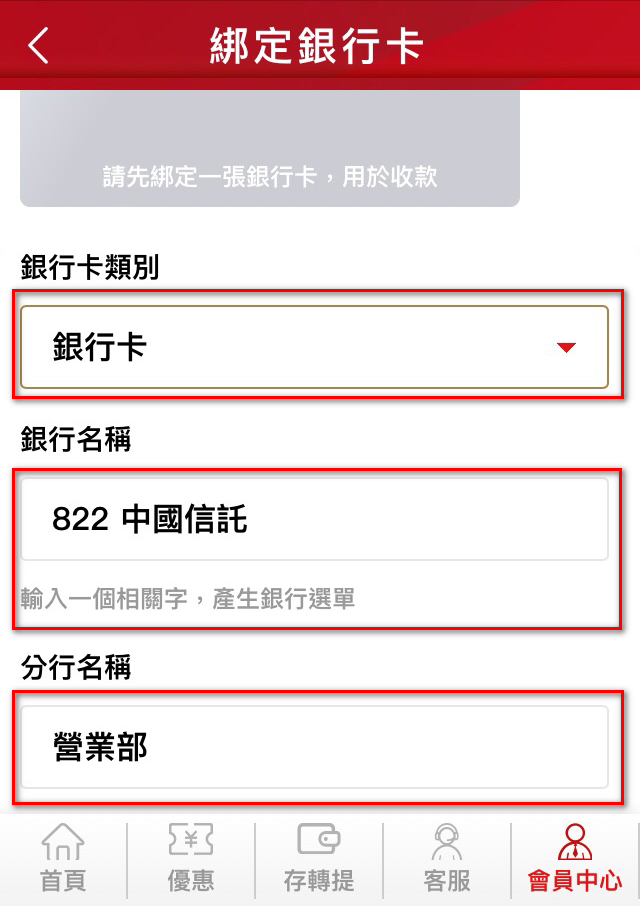 綁定銀行卡
請先綁定一張銀行卡，用於收款
銀行卡類別
銀行卡
銀行名稱
822 中國信託
輸入一個相關字，產生銀行選單
分行名稱
營業部
首頁 優惠 存轉提 客服 會員中心